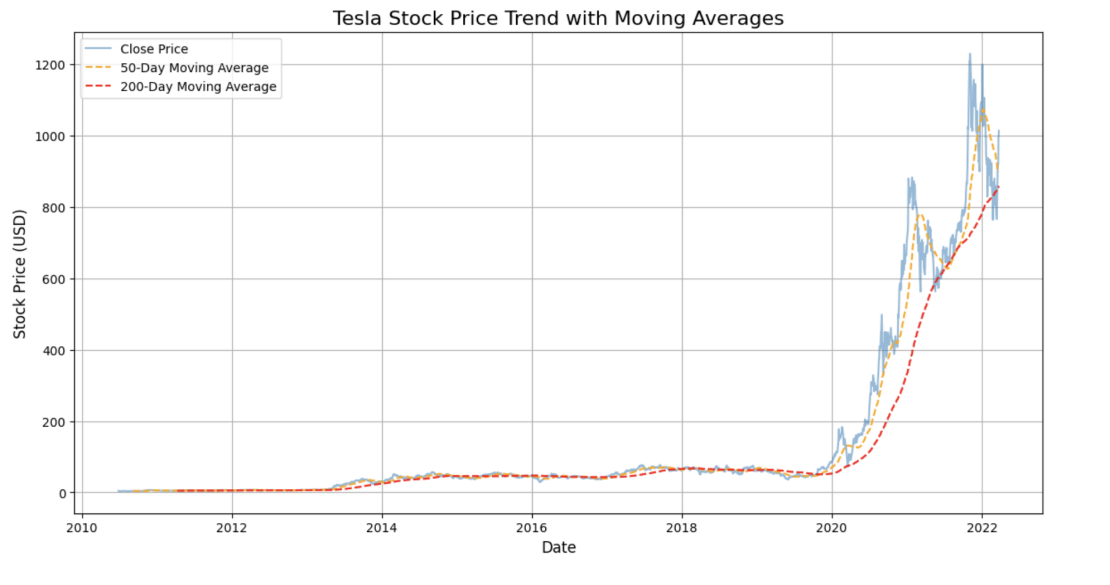 Tesla Stock Price Trend with Moving Averages
Close Price
50-Day Moving Average
200-Day Moving Average
Stock Price (USD)
1200
1000
800
600
400
200
0
2010 2012 2014 2016 2018 2020 2022
Date